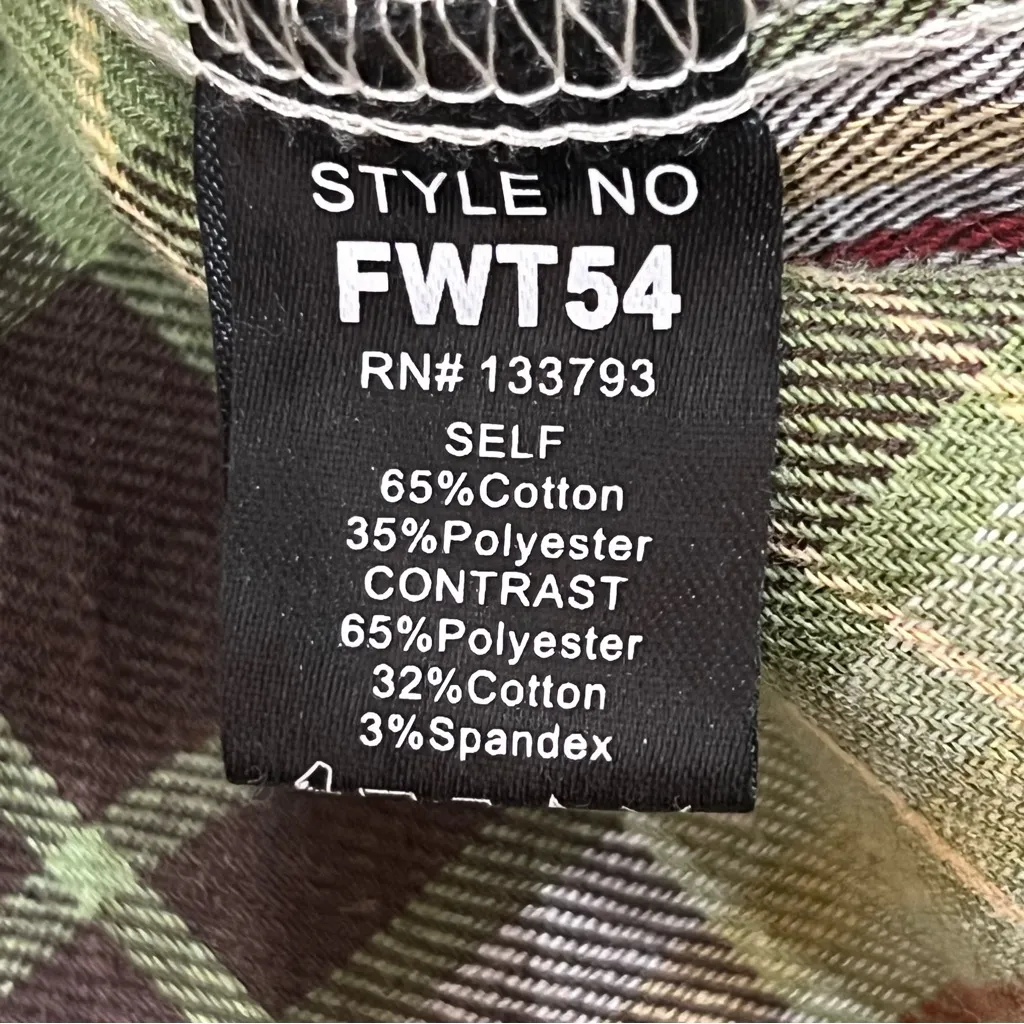 STYLE NO
FWT54
RN# 133793
SELF
65%Cotton
35%Polyester
CONTRAST
65%Polyester
32%Cotton
3%Spandex